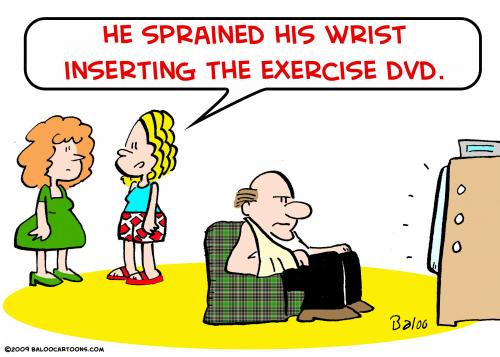 HE SPRAINED HIS WRIST
INSERTING THE EXERCISE DVD.
Baloo
©2009 BALOOCARTOONS.COM